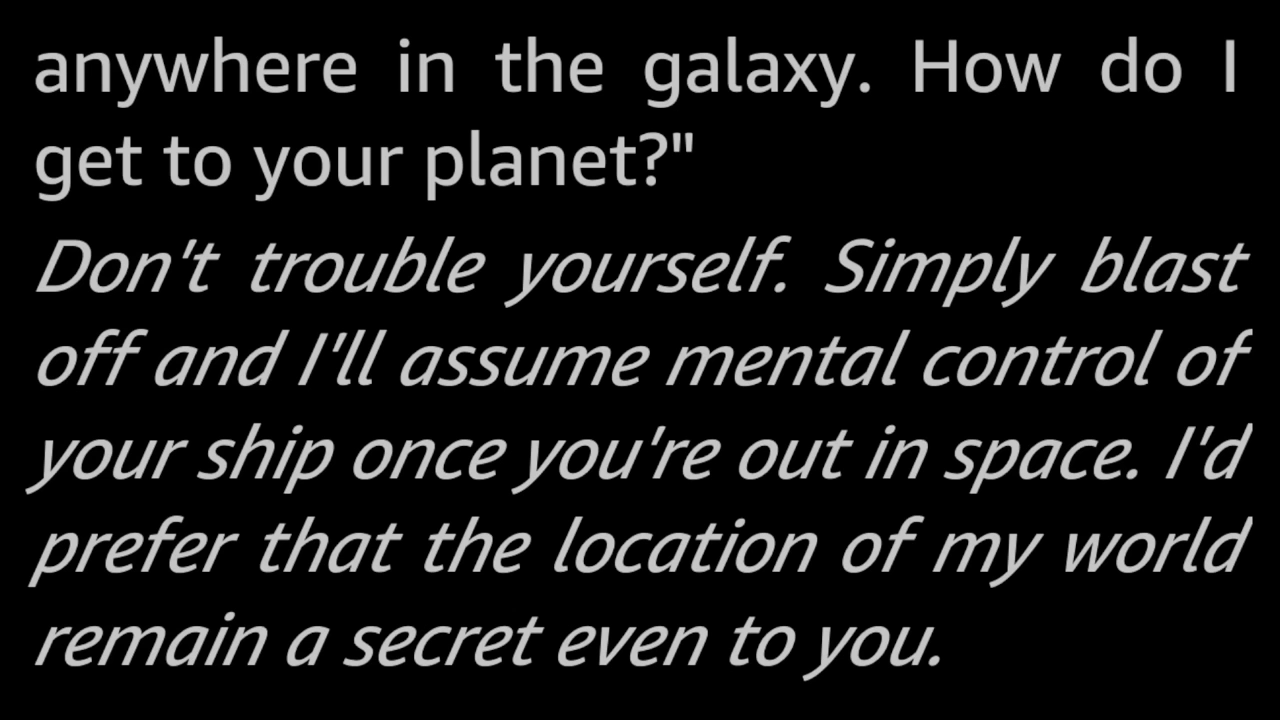 anywhere in the galaxy. How do I
get to your planet?"
Don't trouble yourself. Simply blast
off and I'll assume mental control of
your ship once you're out in space. I'd
prefer that the location of my world
remain a secret even to you.